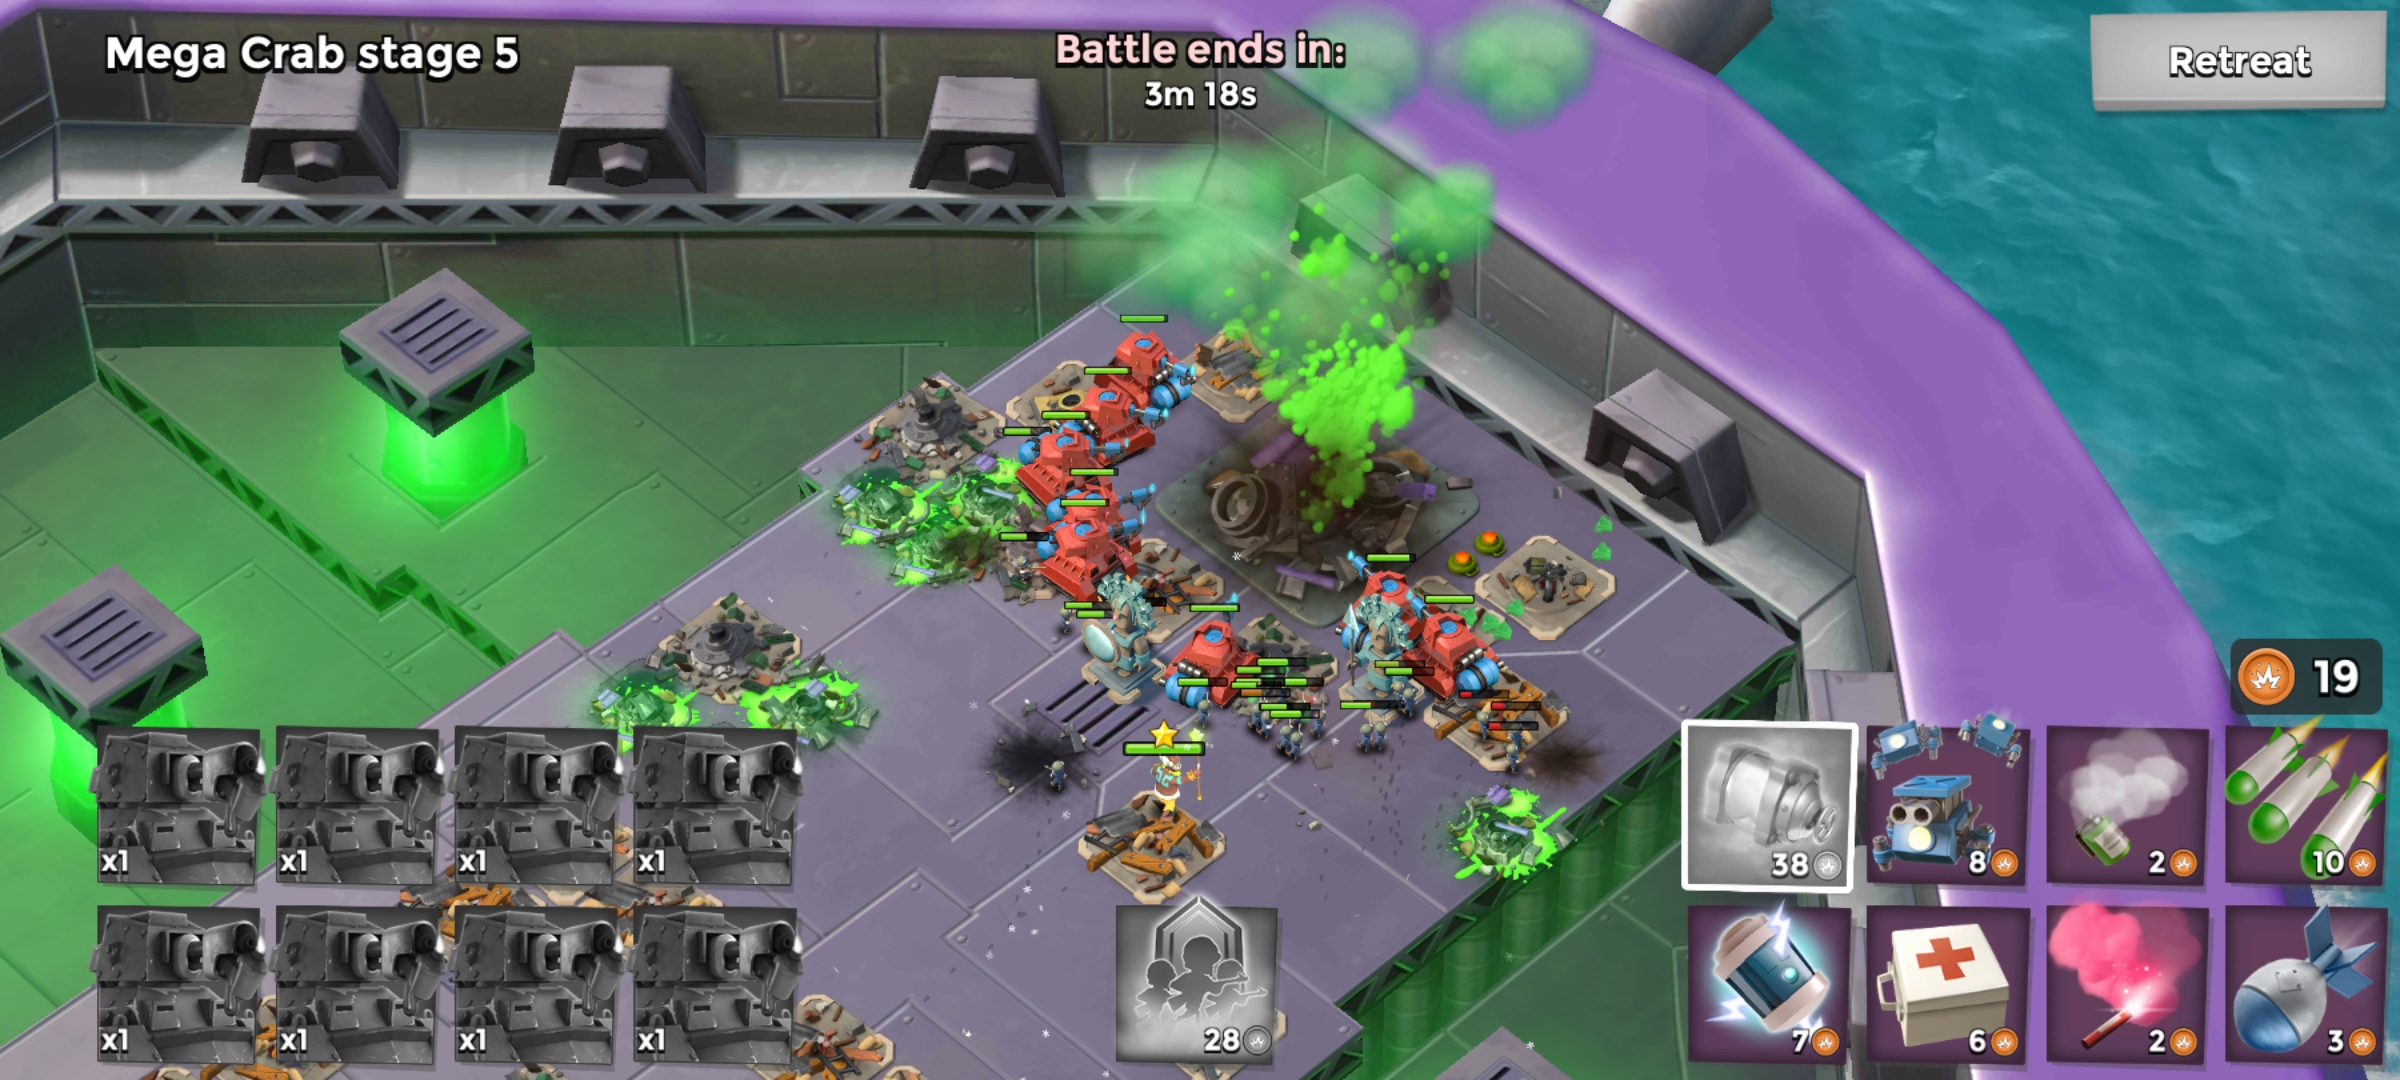 Mega Crab stage 5
Battle ends in:
3m 18s
Retreat
19
38
8
2
10
x1
x1
x1
x1
7
6
2
3
x1
x1
x1
x1
28